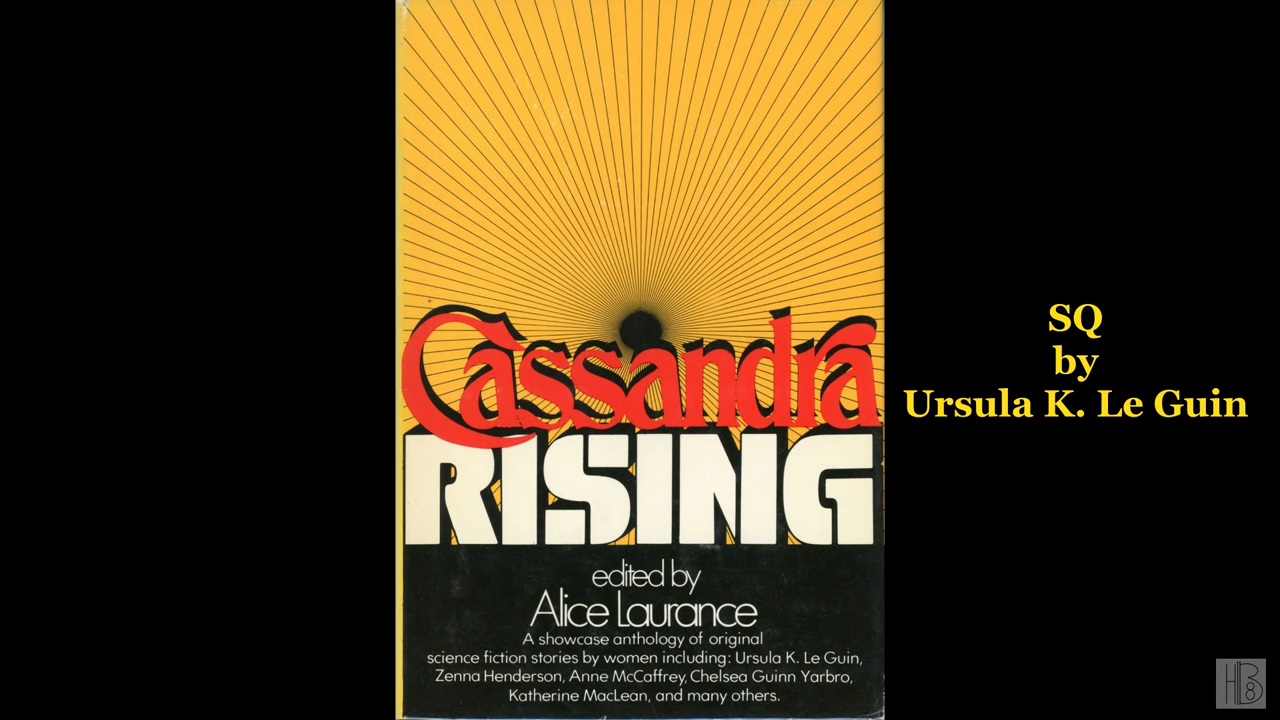 Cassandra
RISING
edited by
Alice Laurance
A showcase anthology of original
science fiction stories by women including: Ursula K. Le Guin,
Zenna Henderson, Anne McCaffrey, Chelsea Guinn Yarbro,
Katherine MacLean, and many others.
SQ
by
Ursula K. Le Guin